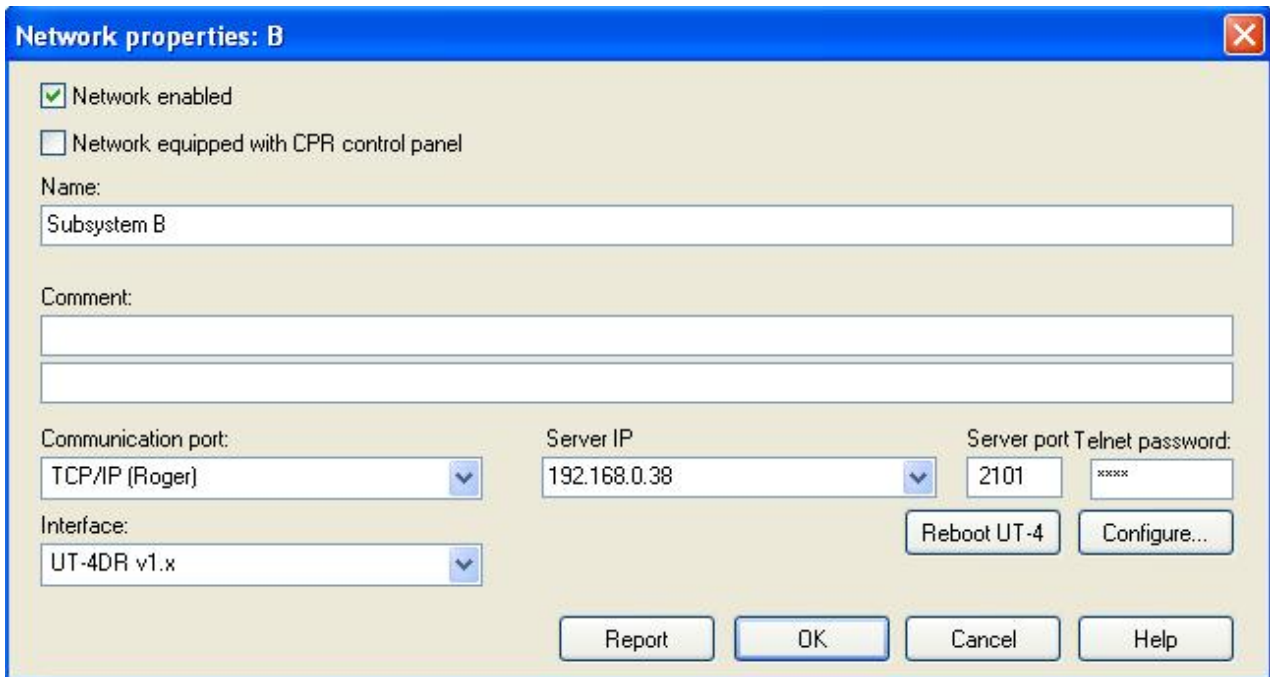 Network properties: B
Network enabled
Network equipped with CPR control panel
Name:
Subsystem B
Comment:
Communication port: Server IP Server port Telnet password:
TCP/IP (Roger) 192.168.0.38 2101 ****
Interface: Reboot UT-4 Configure...
UT-4DR v1.x
Report OK Cancel Help